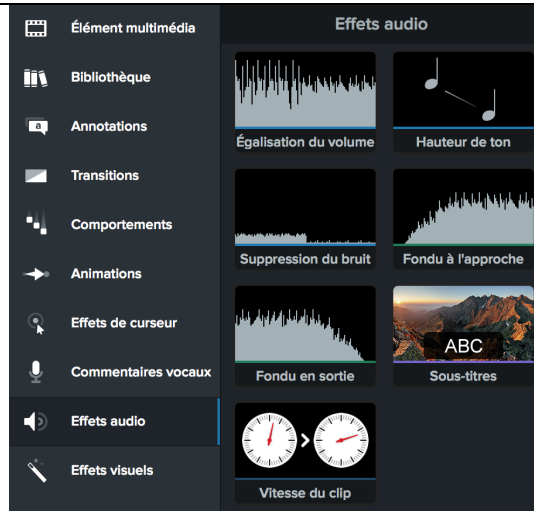 Élément multimédia
Bibliothèque
Annotations
Transitions
Comportements
Animations
Effets de curseur
Commentaires vocaux
Effets audio
Effets visuels
Effets audio
Égalisation du volume
Hauteur de ton
Suppression du bruit
Fondu à l'approche
Fondu en sortie
ABC
Sous-titres
Vitesse du clip
a